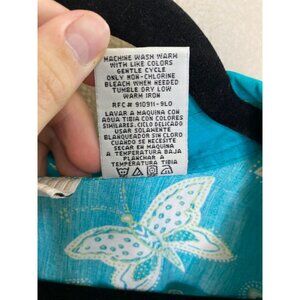 MACHINE WASH WARM
WITH LIKE COLORS
GENTLE CYCLE
ONLY NON-CHLORINE
BLEACH WHEN NEEDED
TUMBLE DRY LOW
WARM IRON
RFC# 910911-9L0
LAVAR A MAQUINA CON
AGUA TIBIA CON COLORES
SIMILARES, CICLO DELICADO
USAR SOLAMENTE
BLANQUEADOR SIN CLORO
CUANDO SE NECESITE
SECAR EN MAQUINA
A TEMPERATURA BAJA
PLANCHAR A
TEMPERATURA TIBIA